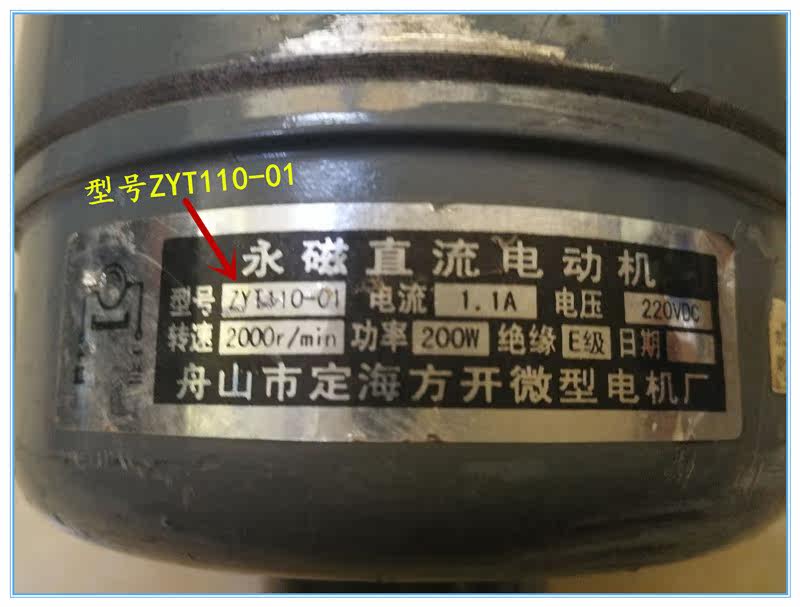 型号ZYT110-01
永磁直流电动机
型号 ZYT110-01 电流 1.1A 电压 220VDC
转速 2000r/min 功率 200W 绝缘 E级 日期
舟山市定海方开微型电机厂